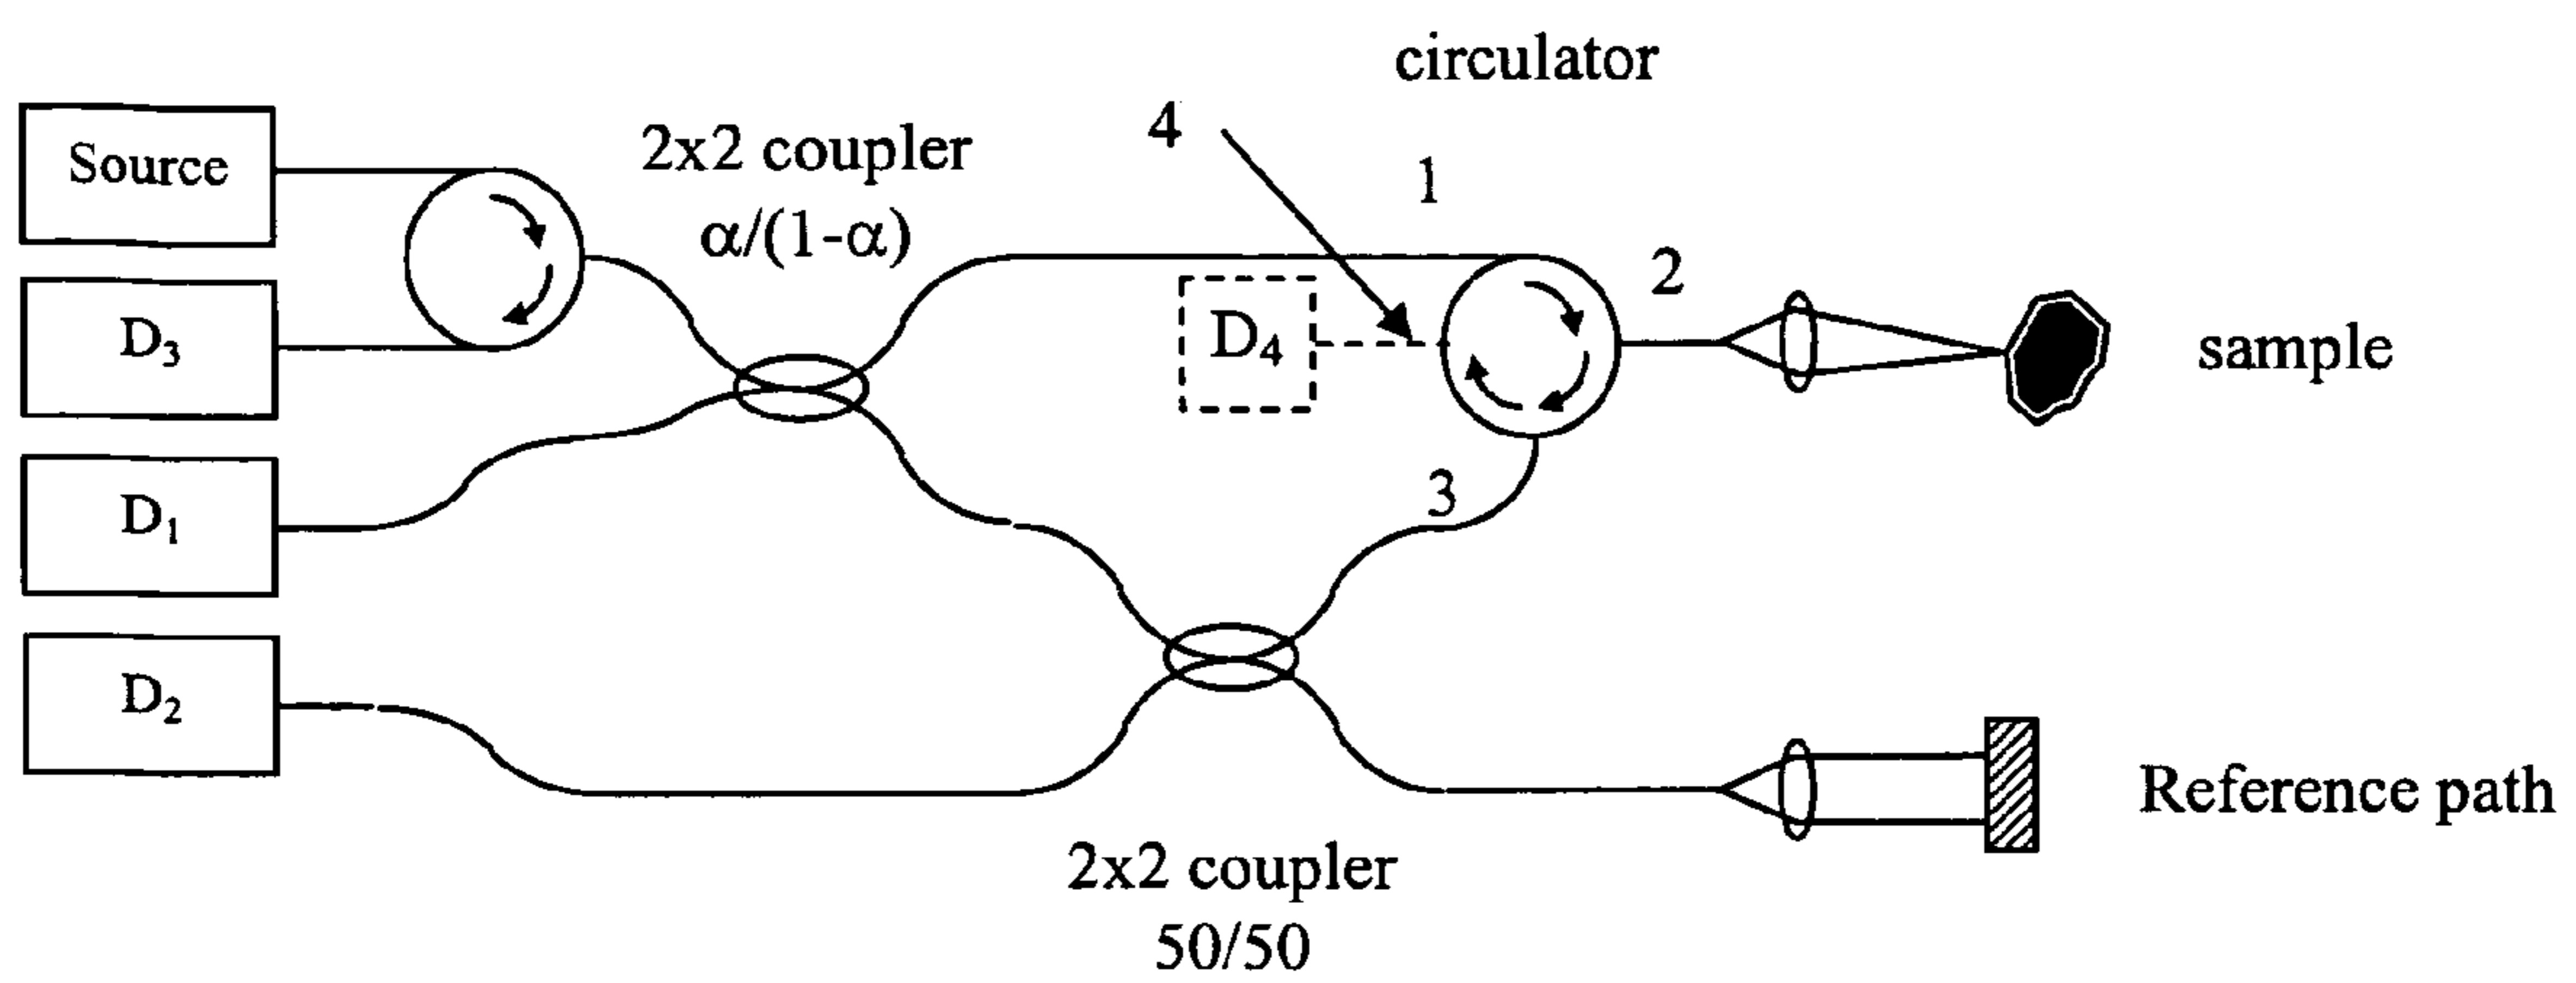 circulator
4
1
2x2 coupler
α/(1-α)
Source
2
D₄
D₃
sample
3
D₁
D₂
Reference path
2x2 coupler
50/50